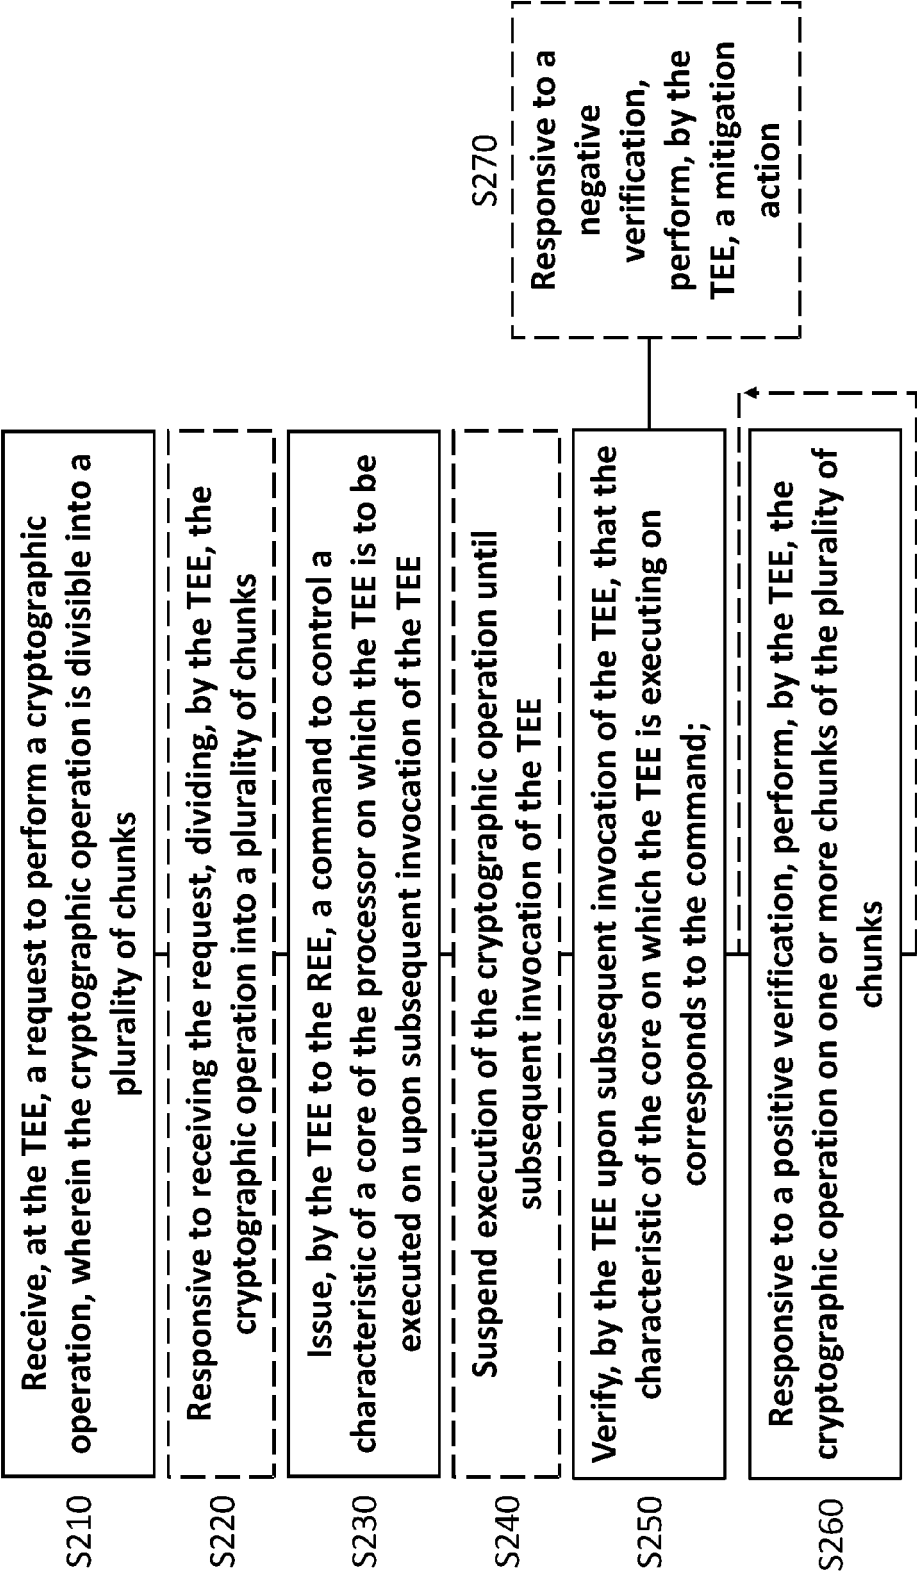 S210
Receive, at the TEE, a request to perform a cryptographic
operation, wherein the cryptographic operation is divisible into a
plurality of chunks
S220
Responsive to receiving the request, dividing, by the TEE, the
cryptographic operation into a plurality of chunks
S230
Issue, by the TEE to the REE, a command to control a
characteristic of a core of the processor on which the TEE is to be
executed on upon subsequent invocation of the TEE
S240
Suspend execution of the cryptographic operation until
subsequent invocation of the TEE
S250
Verify, by the TEE upon subsequent invocation of the TEE, that the
characteristic of the core on which the TEE is executing on
corresponds to the command;
S270
Responsive to a
negative
verification,
perform, by the
TEE, a mitigation
action
S260
Responsive to a positive verification, perform, by the TEE, the
cryptographic operation on one or more chunks of the plurality of
chunks